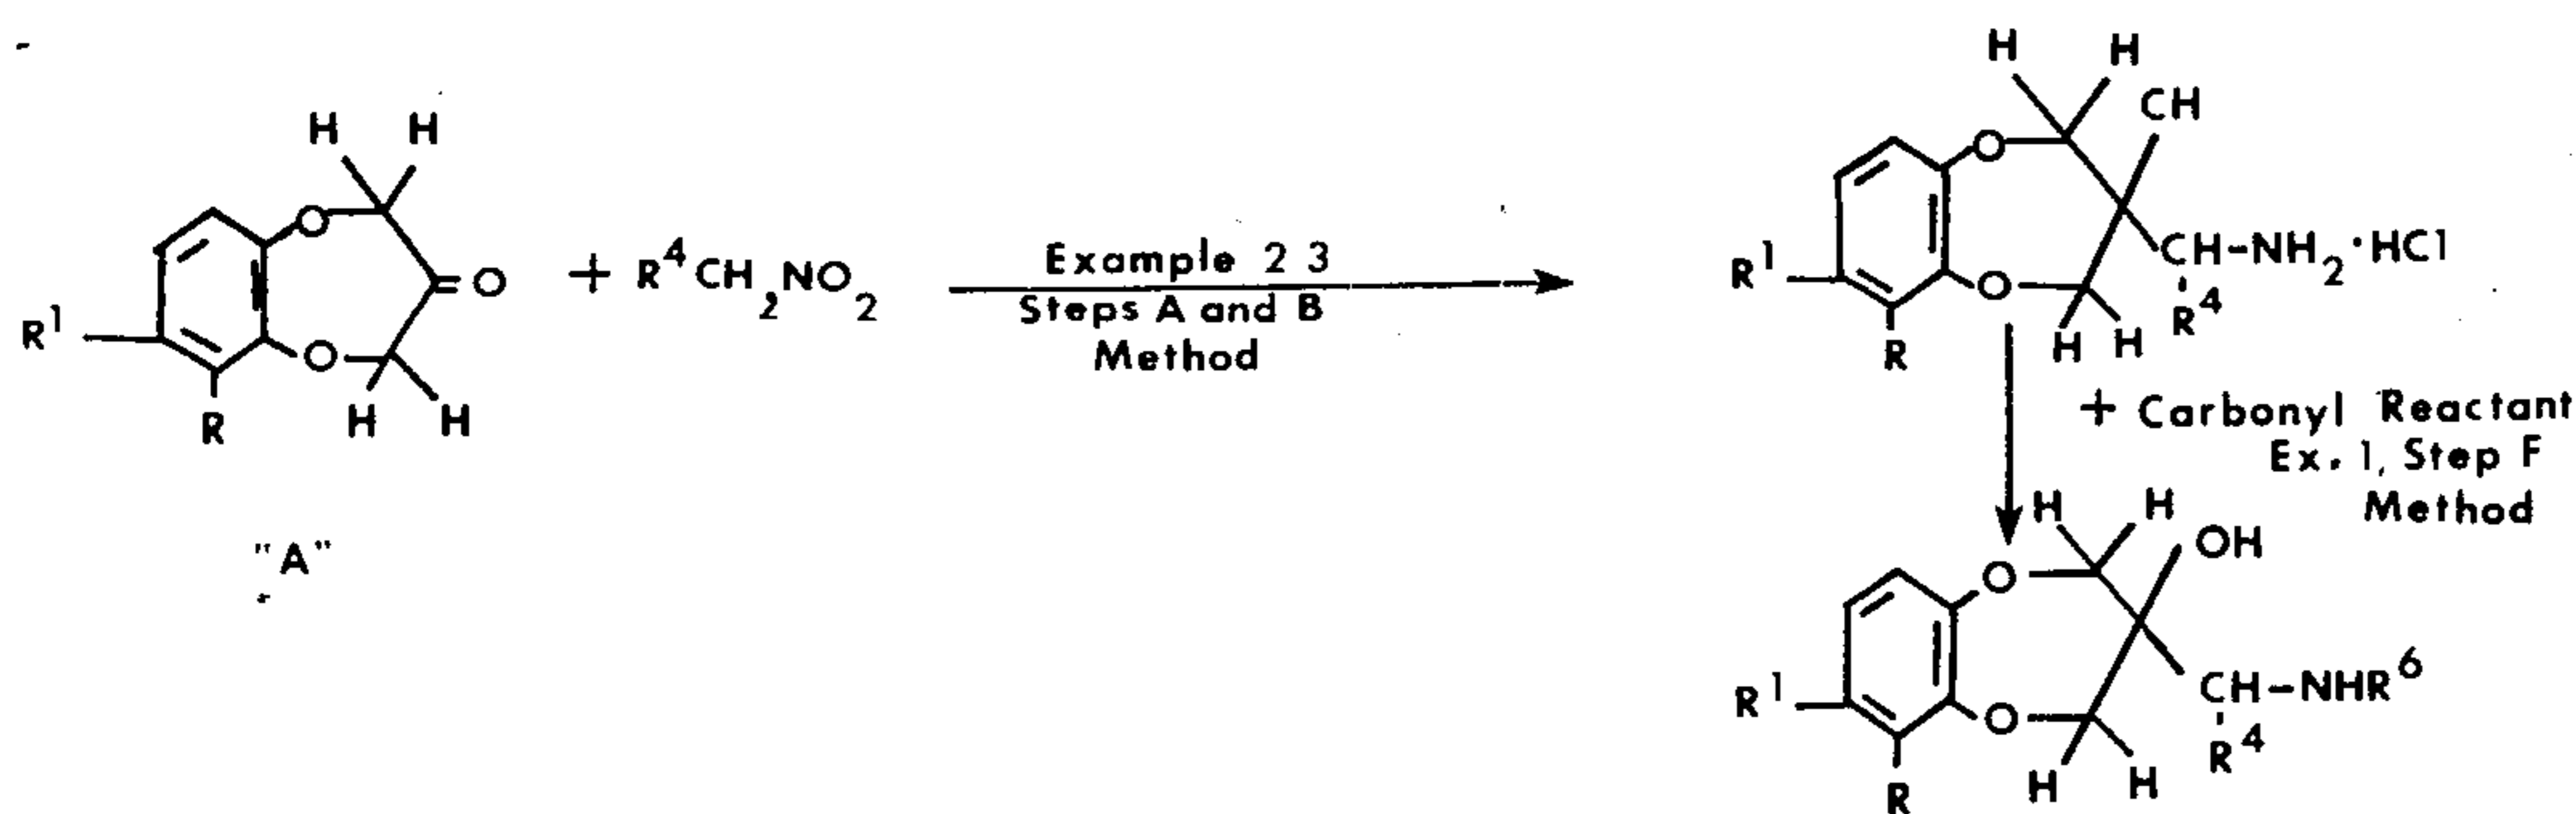 H H
O
=O
O
R¹
R
H H
"A"
+ R⁴CH₂NO₂
Example 2 3
Steps A and B
Method
H H
CH
O
CH-NH₂·HCl
R⁴
O
R¹
R
H H
+ Carbonyl Reactant
Ex. 1, Step F
Method
H H
OH
O
CH-NHR⁶
R⁴
O
R¹
R
H H